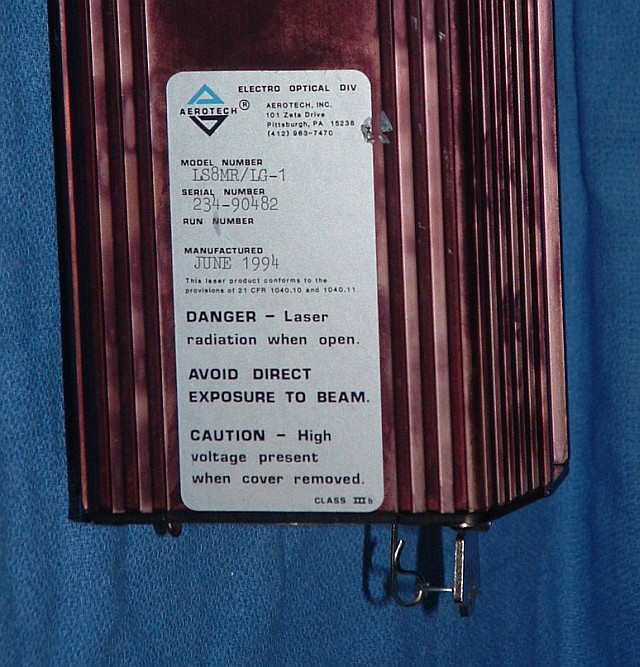 ELECTRO OPTICAL DIV
AEROTECH ®
AEROTECH, INC.
101 Zeta Drive
Pittsburgh, PA 15238
(412) 963-7470
MODEL NUMBER
LS8MR/LG-1
SERIAL NUMBER
234-90482
RUN NUMBER
MANUFACTURED
JUNE 1994
This laser product conforms to the
provisions of 21 CFR 1040.10 and 1040.11
DANGER – Laser
radiation when open.
AVOID DIRECT
EXPOSURE TO BEAM.
CAUTION – High
voltage present
when cover removed.
CLASS IIIb